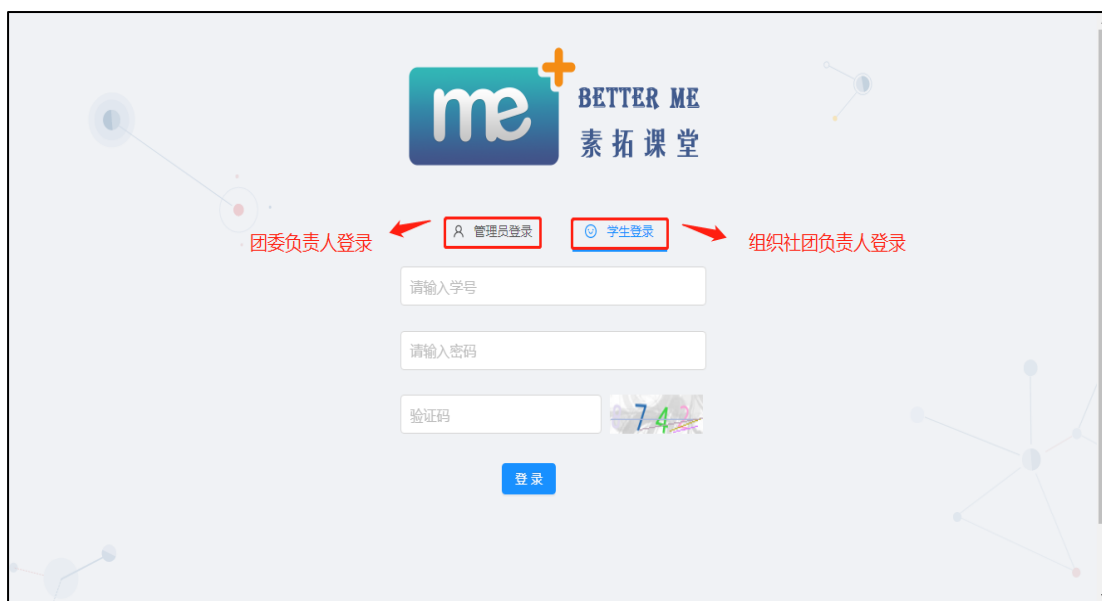 me+
BETTER ME
素拓课堂
管理员登录
学生登录
团委负责人登录
组织社团负责人登录
请输入学号
请输入密码
验证码
742
登录